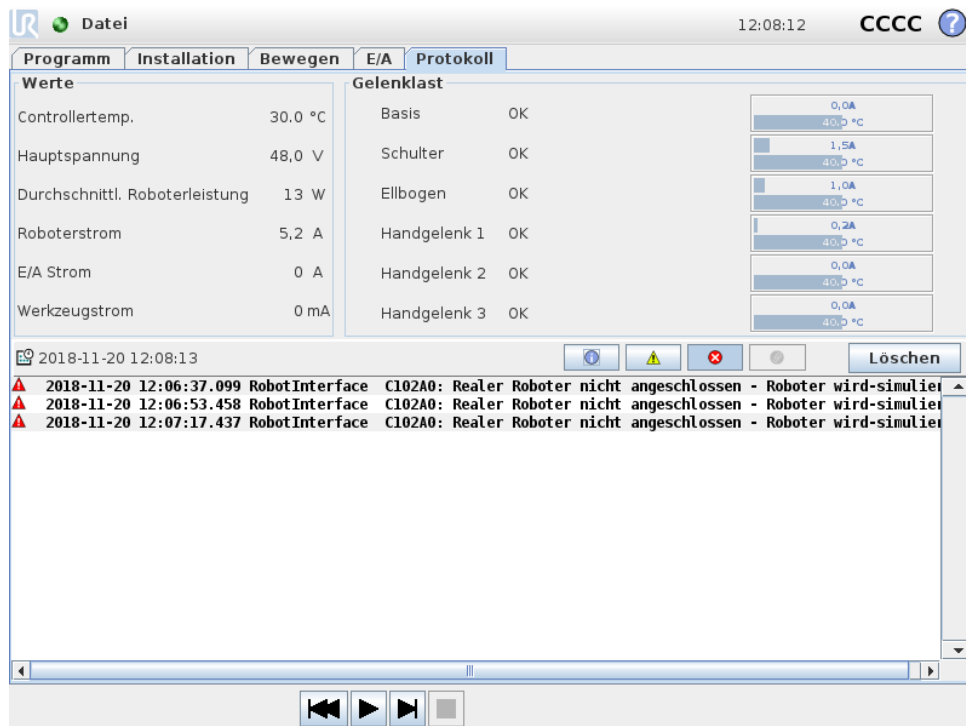 UR Datei 12:08:12 CCCC ?
Programm Installation Bewegen E/A Protokoll
Werte
Controllertemp. 30.0 °C
Hauptspannung 48,0 V
Durchschnittl. Roboterleistung 13 W
Roboterstrom 5,2 A
E/A Strom 0 A
Werkzeugstrom 0 mA
Gelenklast
Basis OK 0,0A
40.0 °C
Schulter OK 1,5A
40.0 °C
Ellbogen OK 1,0A
40.0 °C
Handgelenk 1 OK 0,2A
40.0 °C
Handgelenk 2 OK 0,0A
40.0 °C
Handgelenk 3 OK 0,0A
40.0 °C
2018-11-20 12:08:13 Löschen
2018-11-20 12:06:37.099 RobotInterface C102A0: Realer Roboter nicht angeschlossen - Roboter wird-simulier
2018-11-20 12:06:53.458 RobotInterface C102A0: Realer Roboter nicht angeschlossen - Roboter wird-simulier
2018-11-20 12:07:17.437 RobotInterface C102A0: Realer Roboter nicht angeschlossen - Roboter wird-simulier